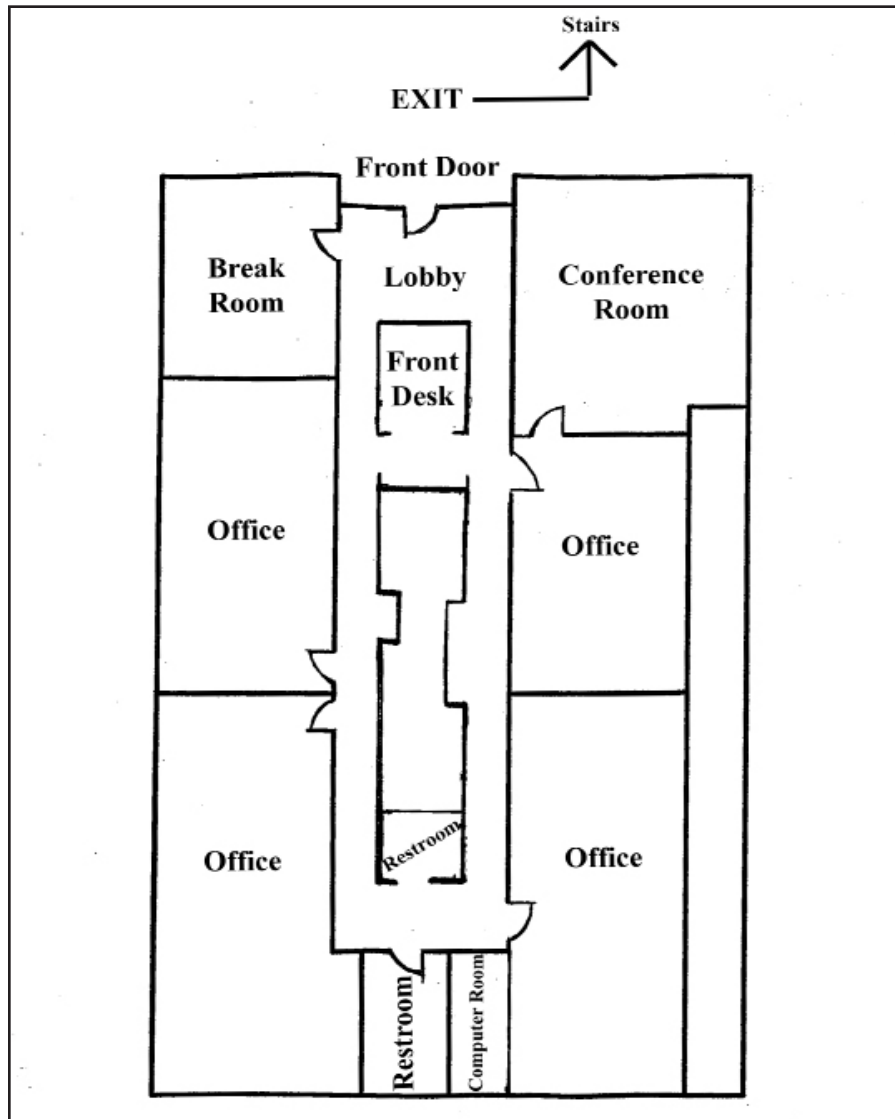 Stairs
EXIT
Front Door
Break
Room
Lobby
Conference
Room
Front
Desk
Office
Office
Restroom
Office
Office
Restroom
Computer Room